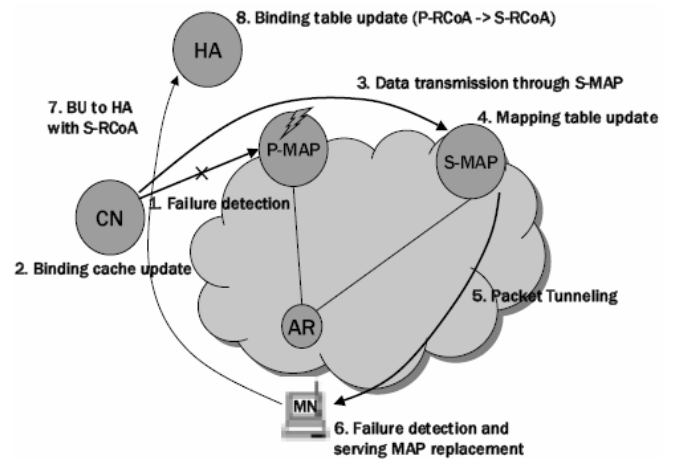 8. Binding table update (P-RCoA -> S-RCoA)
HA
3. Data transmission through S-MAP
7. BU to HA
with S-RCoA
4. Mapping table update
P-MAP
S-MAP
CN
1. Failure detection
2. Binding cache update
5. Packet Tunneling
AR
MN
6. Failure detection and
serving MAP replacement